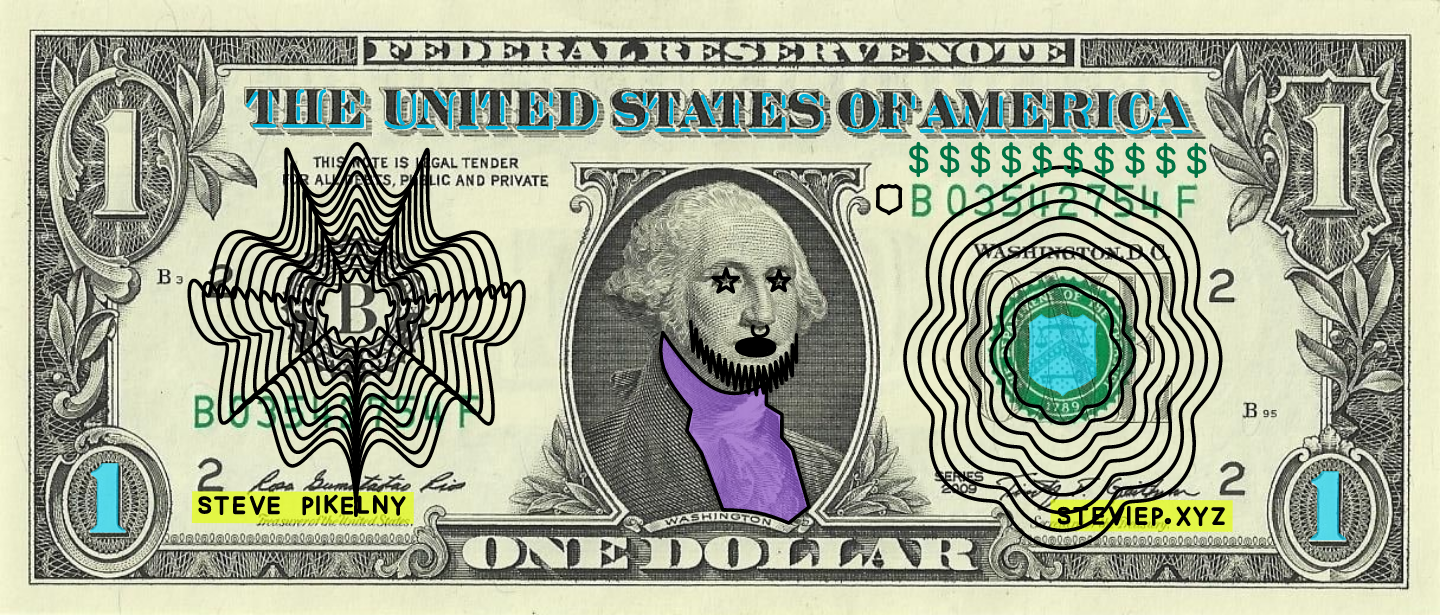 FEDERAL RESERVE NOTE
THE UNITED STATES OF AMERICA
1
1
THIS NOTE IS LEGAL TENDER
FOR ALL DEBTS, PUBLIC AND PRIVATE
$ $ $ $ $ $ $ $ $ $
B 03542754 F
WASHINGTON, D.C.
B 3
2
2
B
1789
B 95
B 03542754 F
2
Rosa Gumataotao Rios
SERIES
2009
2
STEVE PIKELNY
STEVIEP.XYZ
Treasurer of the United States.
1
1
WASHINGTON
ONE DOLLAR